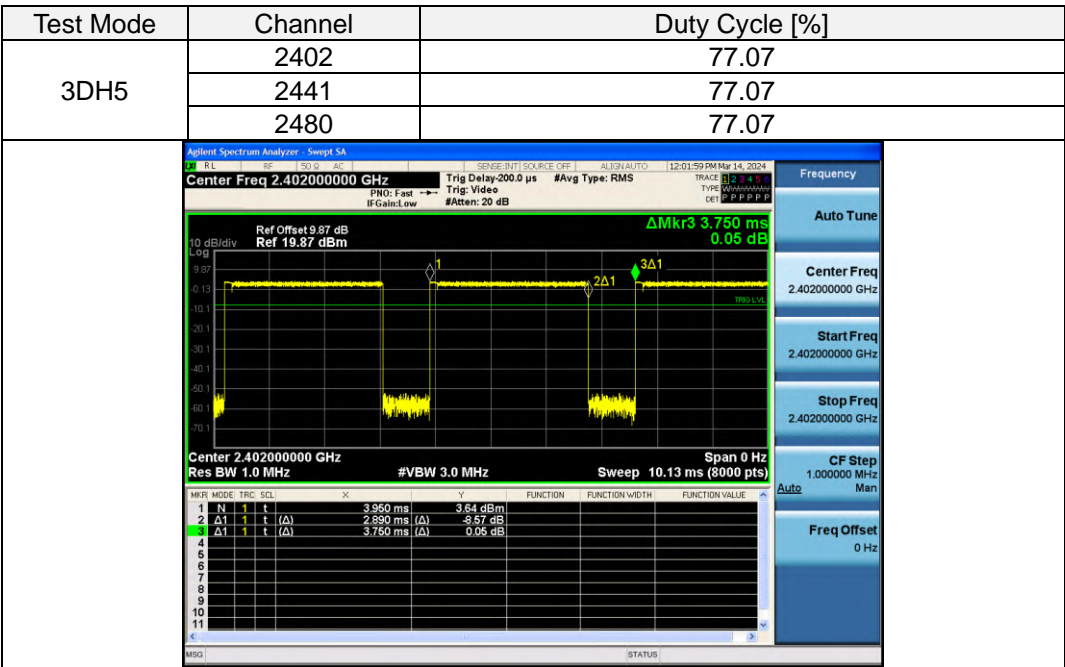 Test Mode Channel Duty Cycle [%]
3DH5
2402 77.07
2441 77.07
2480 77.07
Agilent Spectrum Analyzer - Swept SA
RL RF 50 Ω AC SENSE:INT SOURCE OFF ALIGNAUTO 12:01:59 PM Mar 14, 2024
Center Freq 2.402000000 GHz
PNO: Fast
IFGain:Low
Trig Delay-200.0 µs
Trig: Video
#Atten: 20 dB
#Avg Type: RMS
TRACE 1 2 3 4 5 6
TYPE
DET P P P P P P
ΔMkr3 3.750 ms
0.05 dB
Ref Offset 9.87 dB
10 dB/div Ref 19.87 dBm
Log
9.87
-0.13
-10.1
-20.1
-30.1
-40.1
-50.1
-60.1
-70.1
1
2Δ1
3Δ1
TRIG LVL
Center 2.402000000 GHz Span 0 Hz
Res BW 1.0 MHz #VBW 3.0 MHz Sweep 10.13 ms (8000 pts)
MKR MODE TRC SCL X Y FUNCTION FUNCTION WIDTH FUNCTION VALUE
1 N 1 t 3.950 ms 3.64 dBm
2 Δ1 1 t (Δ) 2.890 ms (Δ) -8.57 dB
3 Δ1 1 t (Δ) 3.750 ms (Δ) 0.05 dB
4
5
6
7
8
9
10
11
MSG STATUS
Frequency
Auto Tune
Center Freq
2.402000000 GHz
Start Freq
2.402000000 GHz
Stop Freq
2.402000000 GHz
CF Step
1.000000 MHz
Auto Man
Freq Offset
0 Hz